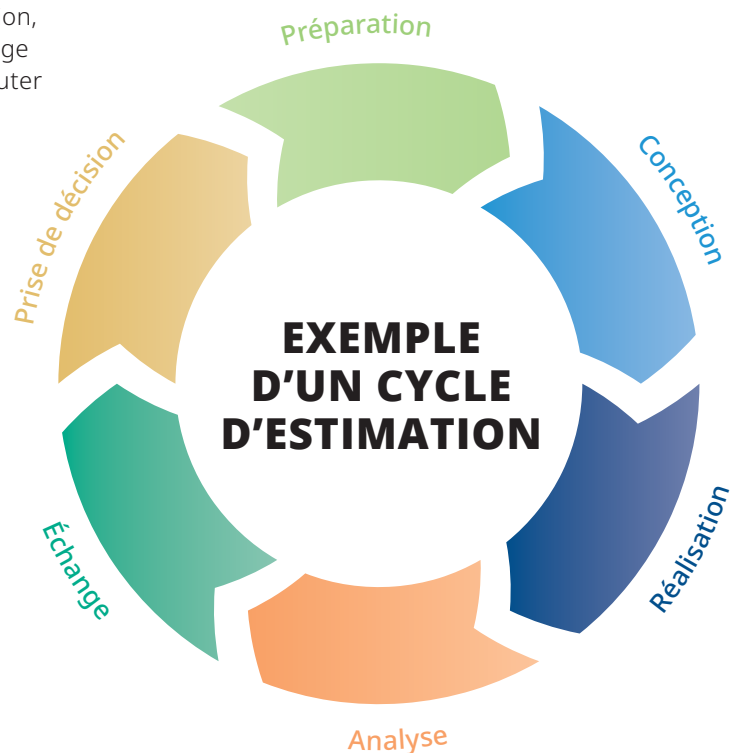 on,
ge
uter
Préparation
Conception
Réalisation
Analyse
Échange
Prise de décision
EXEMPLE
D’UN CYCLE
D’ESTIMATION